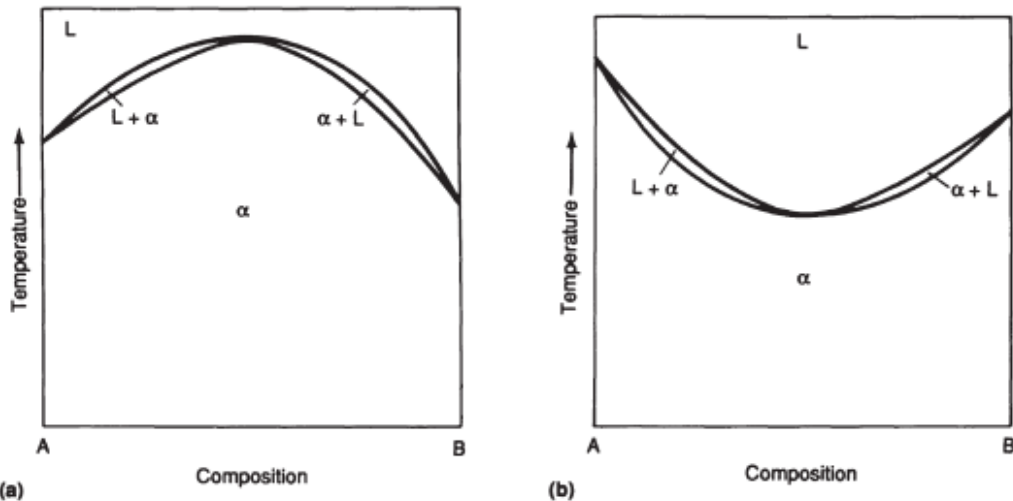 L
L + α
α + L
α
Temperature
A
B
Composition
(a)
L
L + α
α + L
α
Temperature
A
B
Composition
(b)